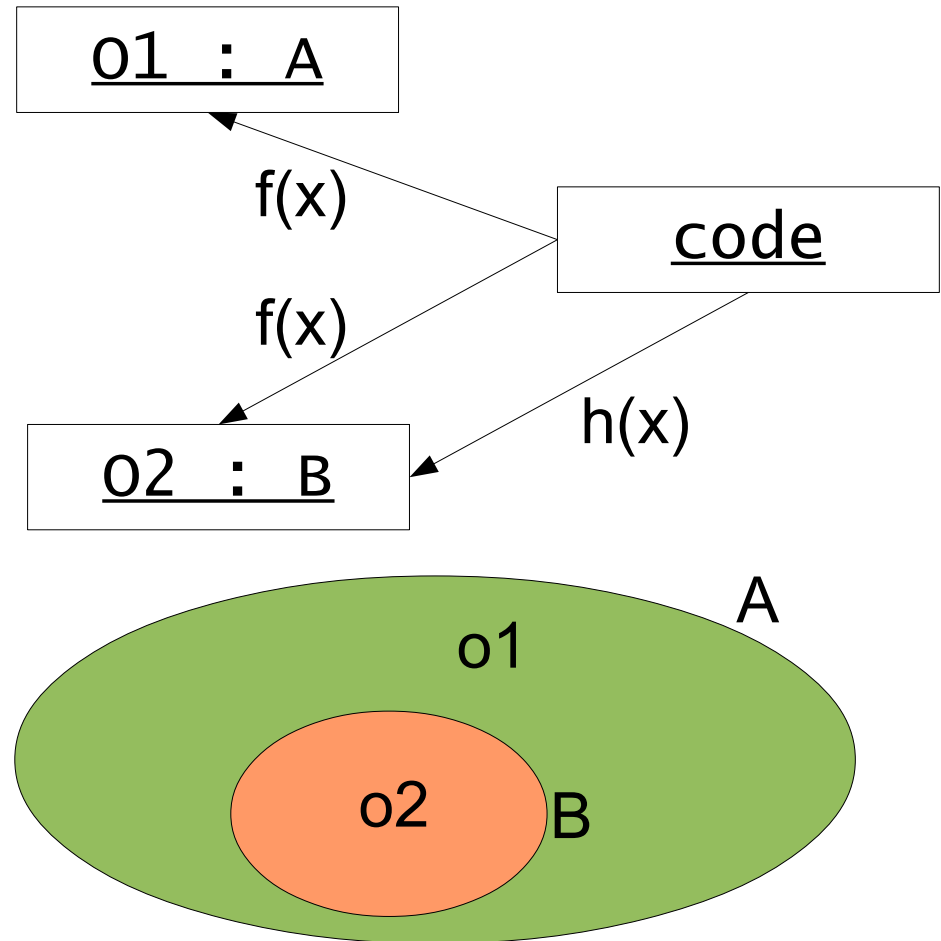 O1 : A
f(x)
code
f(x)
h(x)
O2 : B
A
o1
o2
B